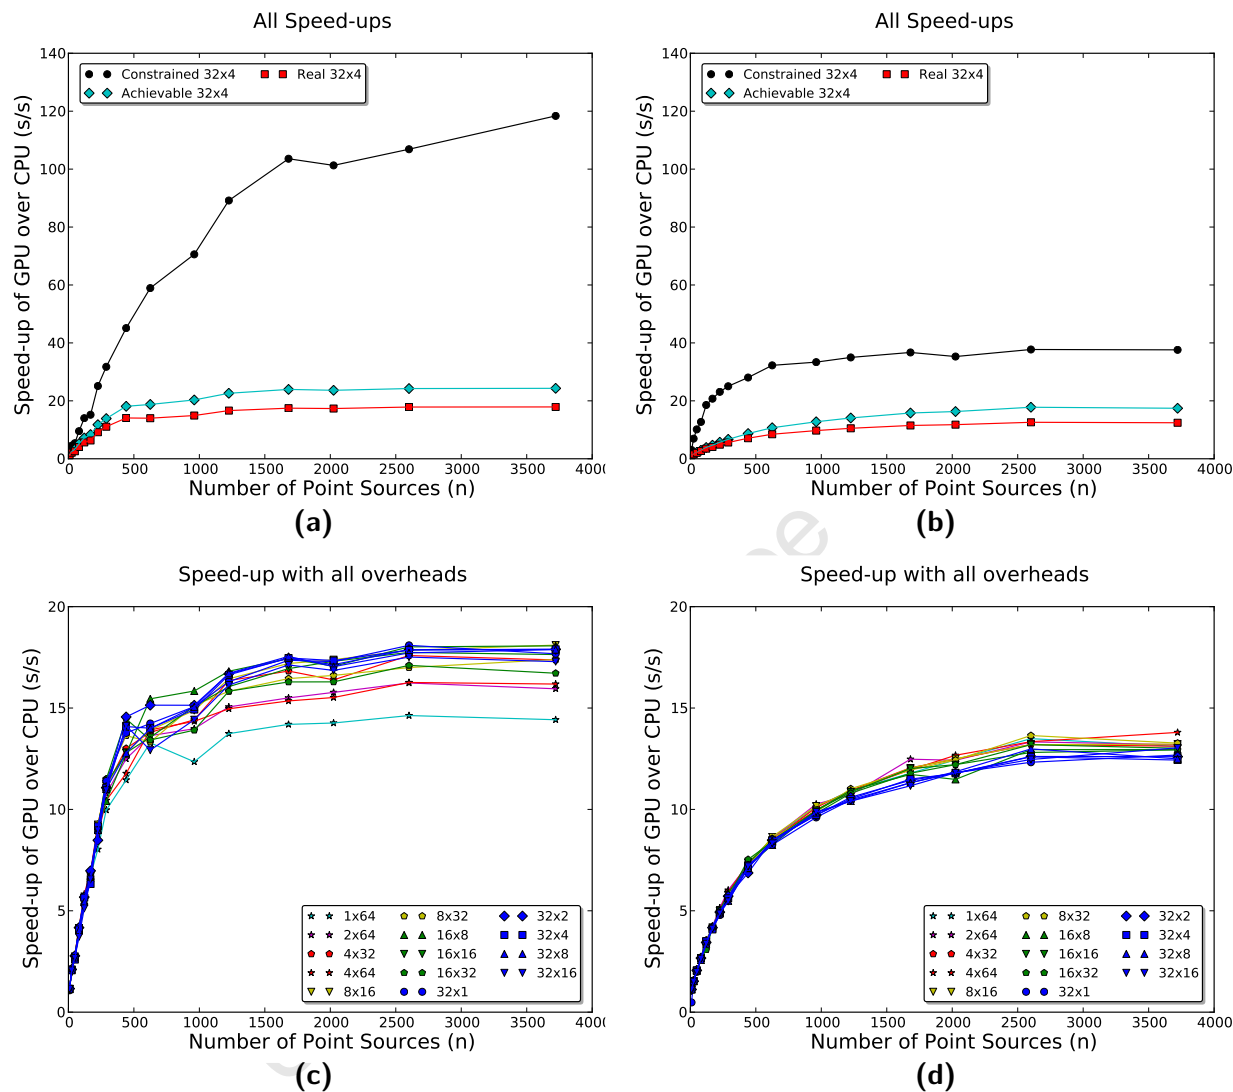 All Speed-ups
140
120
100
80
60
40
20
0
Speed-up of GPU over CPU (s/s)
Constrained 32x4
Achievable 32x4
Real 32x4
0 500 1000 1500 2000 2500 3000 3500 400
Number of Point Sources (n)
(a)
All Speed-ups
140
120
100
80
60
40
20
0
Speed-up of GPU over CPU (s/s)
Constrained 32x4
Achievable 32x4
Real 32x4
0 500 1000 1500 2000 2500 3000 3500 4000
Number of Point Sources (n)
(b)
Speed-up with all overheads
20
15
10
5
0
Speed-up of GPU over CPU (s/s)
1x64
2x64
4x32
4x64
8x16
8x32
16x8
16x16
16x32
32x1
32x2
32x4
32x8
32x16
0 500 1000 1500 2000 2500 3000 3500 400
Number of Point Sources (n)
(c)
Speed-up with all overheads
20
15
10
5
0
Speed-up of GPU over CPU (s/s)
1x64
2x64
4x32
4x64
8x16
8x32
16x8
16x16
16x32
32x1
32x2
32x4
32x8
32x16
0 500 1000 1500 2000 2500 3000 3500 4000
Number of Point Sources (n)
(d)